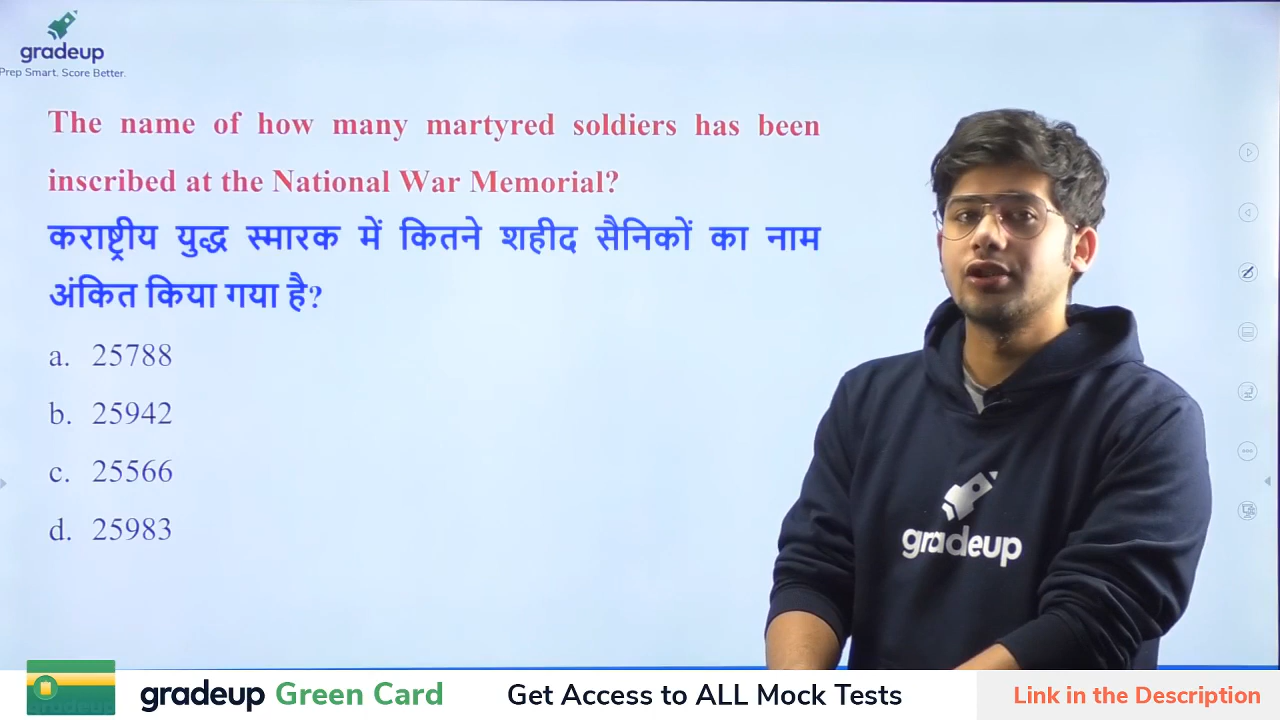 gradeup
Prep Smart. Score Better.
The name of how many martyred soldiers has been
inscribed at the National War Memorial?
कराष्ट्रीय युद्ध स्मारक में कितने शहीद सैनिकों का नाम
अंकित किया गया है?
a. 25788
b. 25942
c. 25566
d. 25983
gradeup
gradeup Green Card
Get Access to ALL Mock Tests
Link in the Description